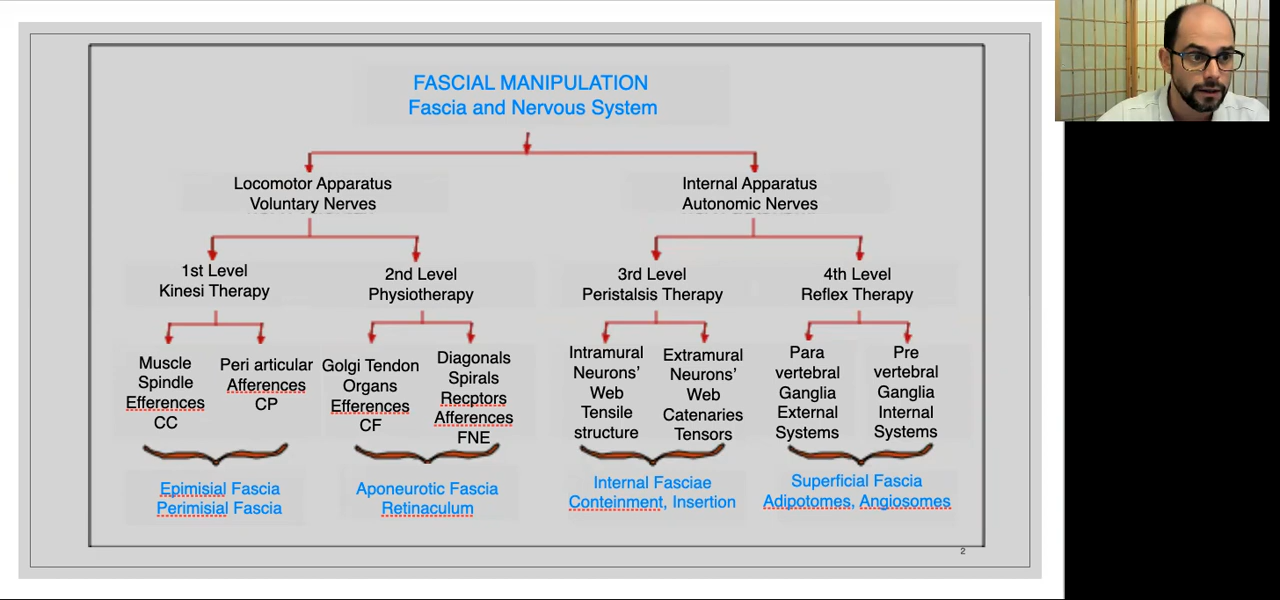 FASCIAL MANIPULATION
Fascia and Nervous System
Locomotor Apparatus
Voluntary Nerves
Internal Apparatus
Autonomic Nerves
1st Level
Kinesi Therapy
2nd Level
Physiotherapy
3rd Level
Peristalsis Therapy
4th Level
Reflex Therapy
Muscle
Spindle
Efferences
CC
Peri articular
Afferences
CP
Golgi Tendon
Organs
Efferences
CF
Diagonals
Spirals
Recptors
Afferences
FNE
Intramural
Neurons’
Web
Tensile
structure
Extramural
Neurons’
Web
Catenaries
Tensors
Para
vertebral
Ganglia
External
Systems
Pre
vertebral
Ganglia
Internal
Systems
Epimisial Fascia
Perimisial Fascia
Aponeurotic Fascia
Retinaculum
Internal Fasciae
Conteinment, Insertion
Superficial Fascia
Adipotomes, Angiosomes
2